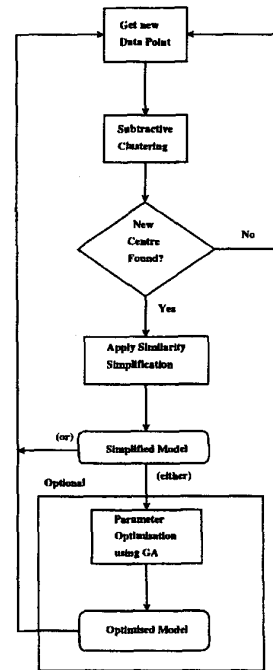 Get new
Data Point
Subtractive
Clustering
New
Centre
Found?
No
Yes
Apply Similarity
Simplification
(or)
Simplified Model
(either)
Optional
Parameter
Optimisation
using GA
Optimised Model